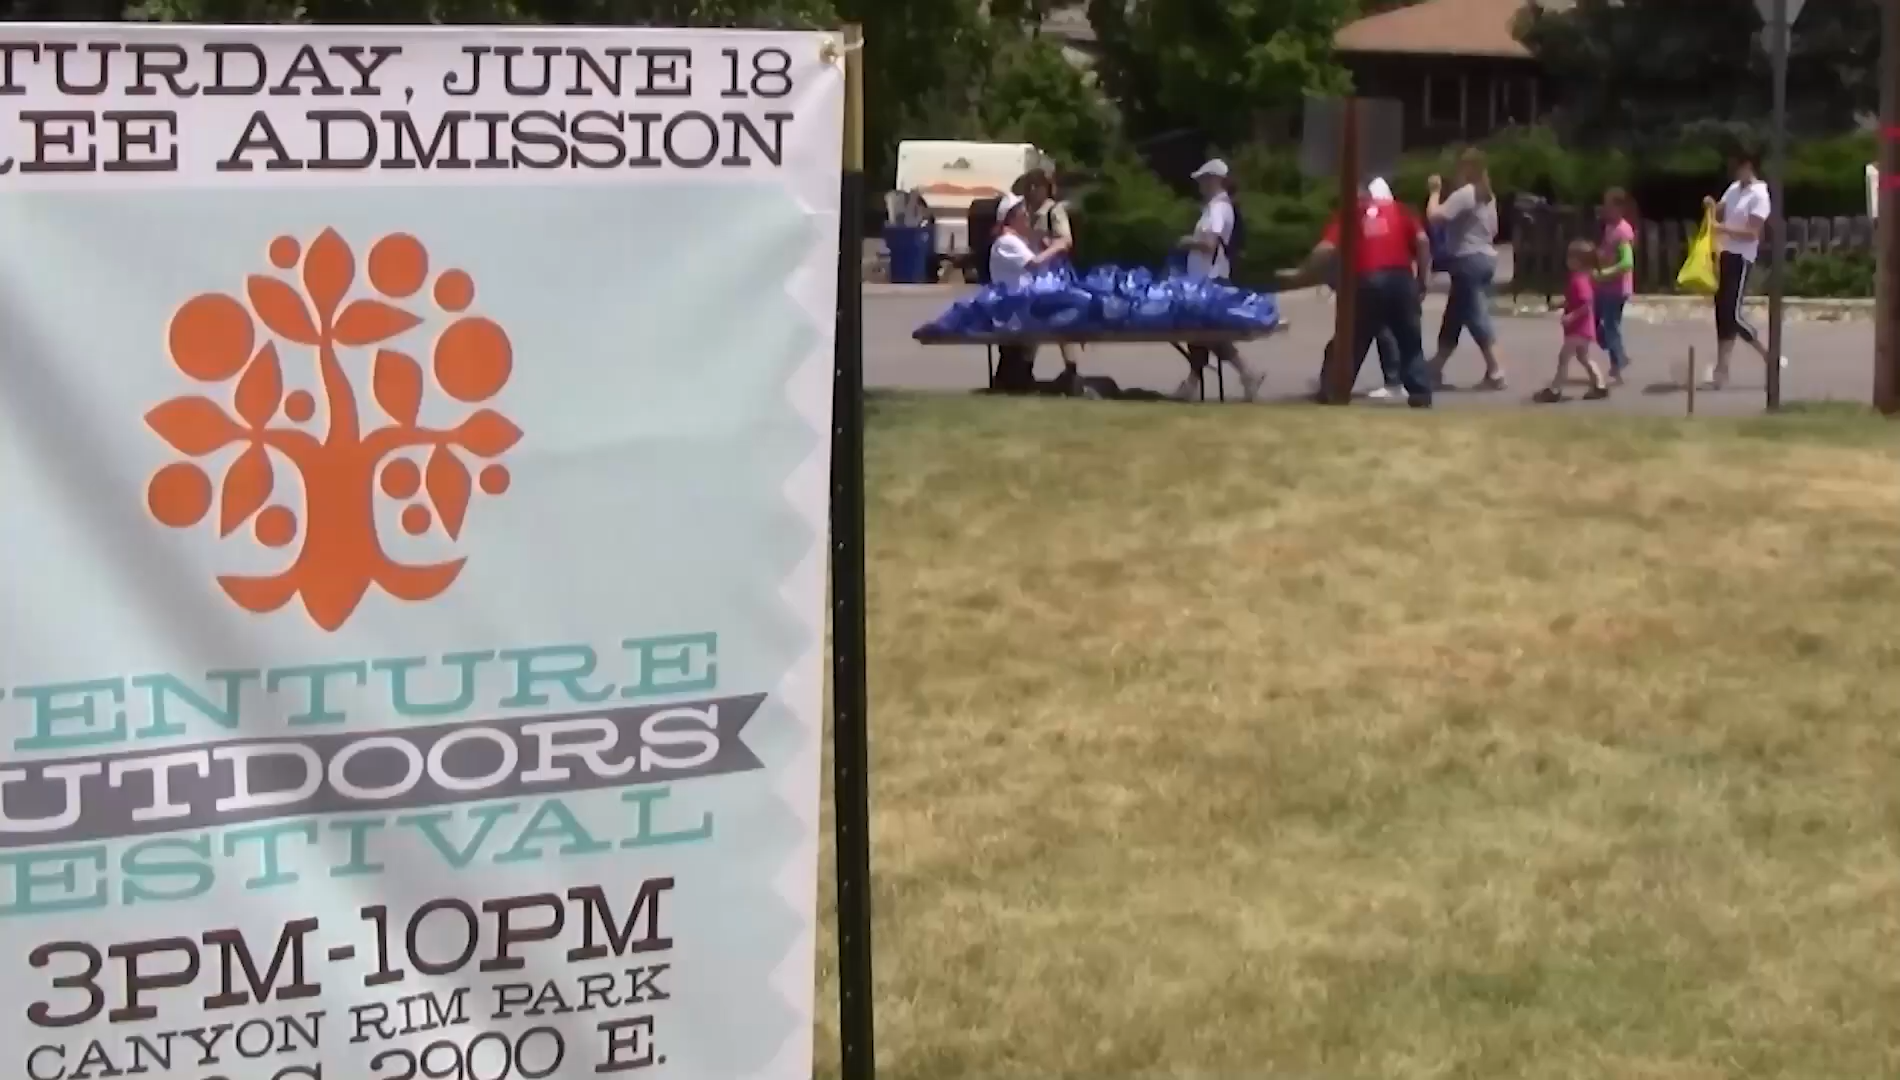 TURDAY, JUNE 18
EE ADMISSION
ENTURE
UTDOORS
ESTIVAL
3PM-10PM
CANYON RIM PARK
2900 E.